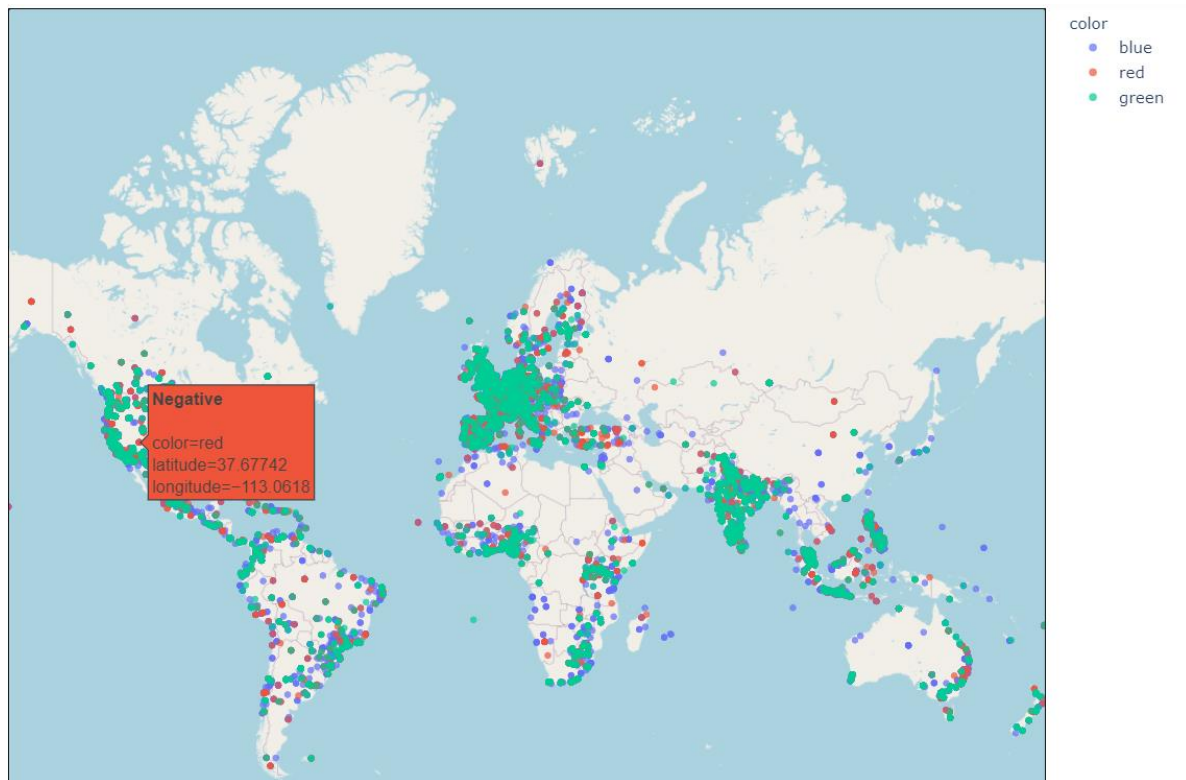 color
blue
red
green
Negative
color=red
latitude=37.67742
longitude=−113.0618